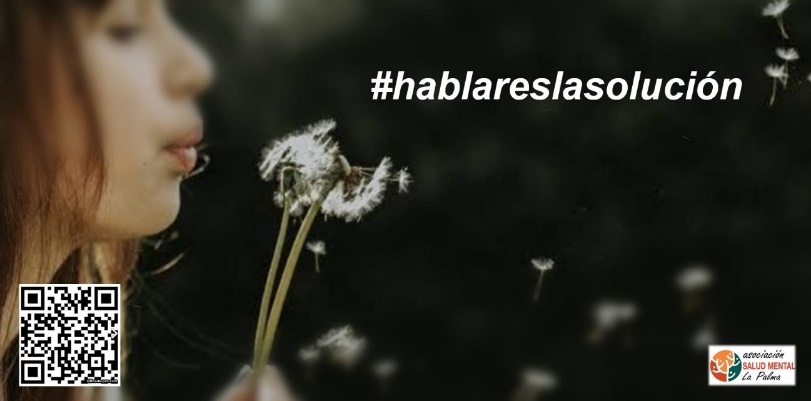 #hablareslasolución
asociación
SALUD MENTAL
La Palma